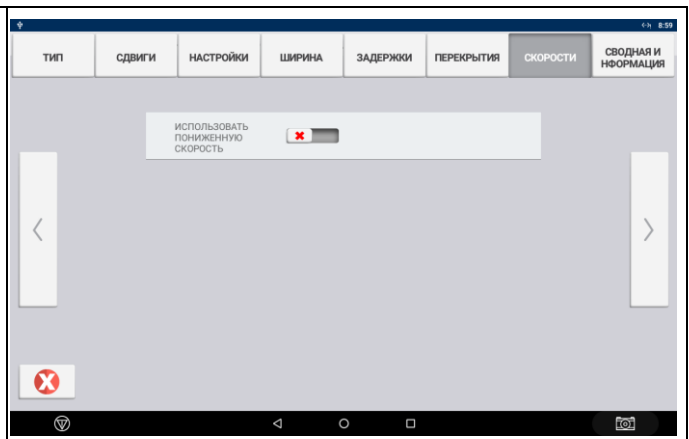 8:59
ТИП
СДВИГИ
НАСТРОЙКИ
ШИРИНА
ЗАДЕРЖКИ
ПЕРЕКРЫТИЯ
СКОРОСТИ
СВОДНАЯ И
НФОРМАЦИЯ
ИСПОЛЬЗОВАТЬ
ПОНИЖЕННУЮ
СКОРОСТЬ